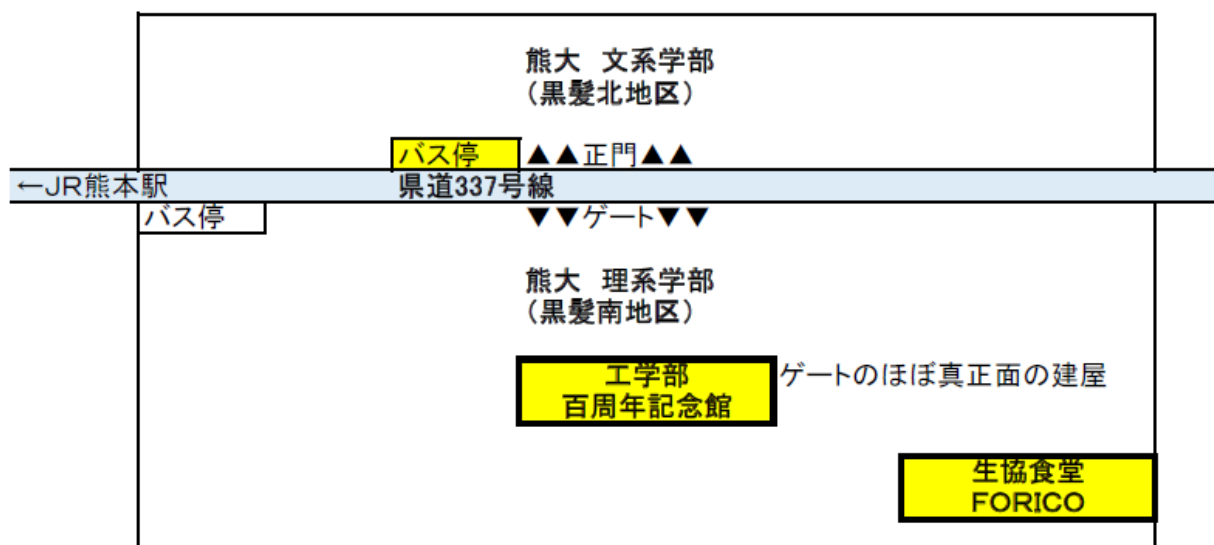 熊大 文系学部
（黒髪北地区）
バス停 ▲▲正門▲▲
←JR熊本駅 県道337号線
バス停 ▼▼ゲート▼▼
熊大 理系学部
（黒髪南地区）
工学部 ゲートのほぼ真正面の建屋
百周年記念館
生協食堂
FORICO